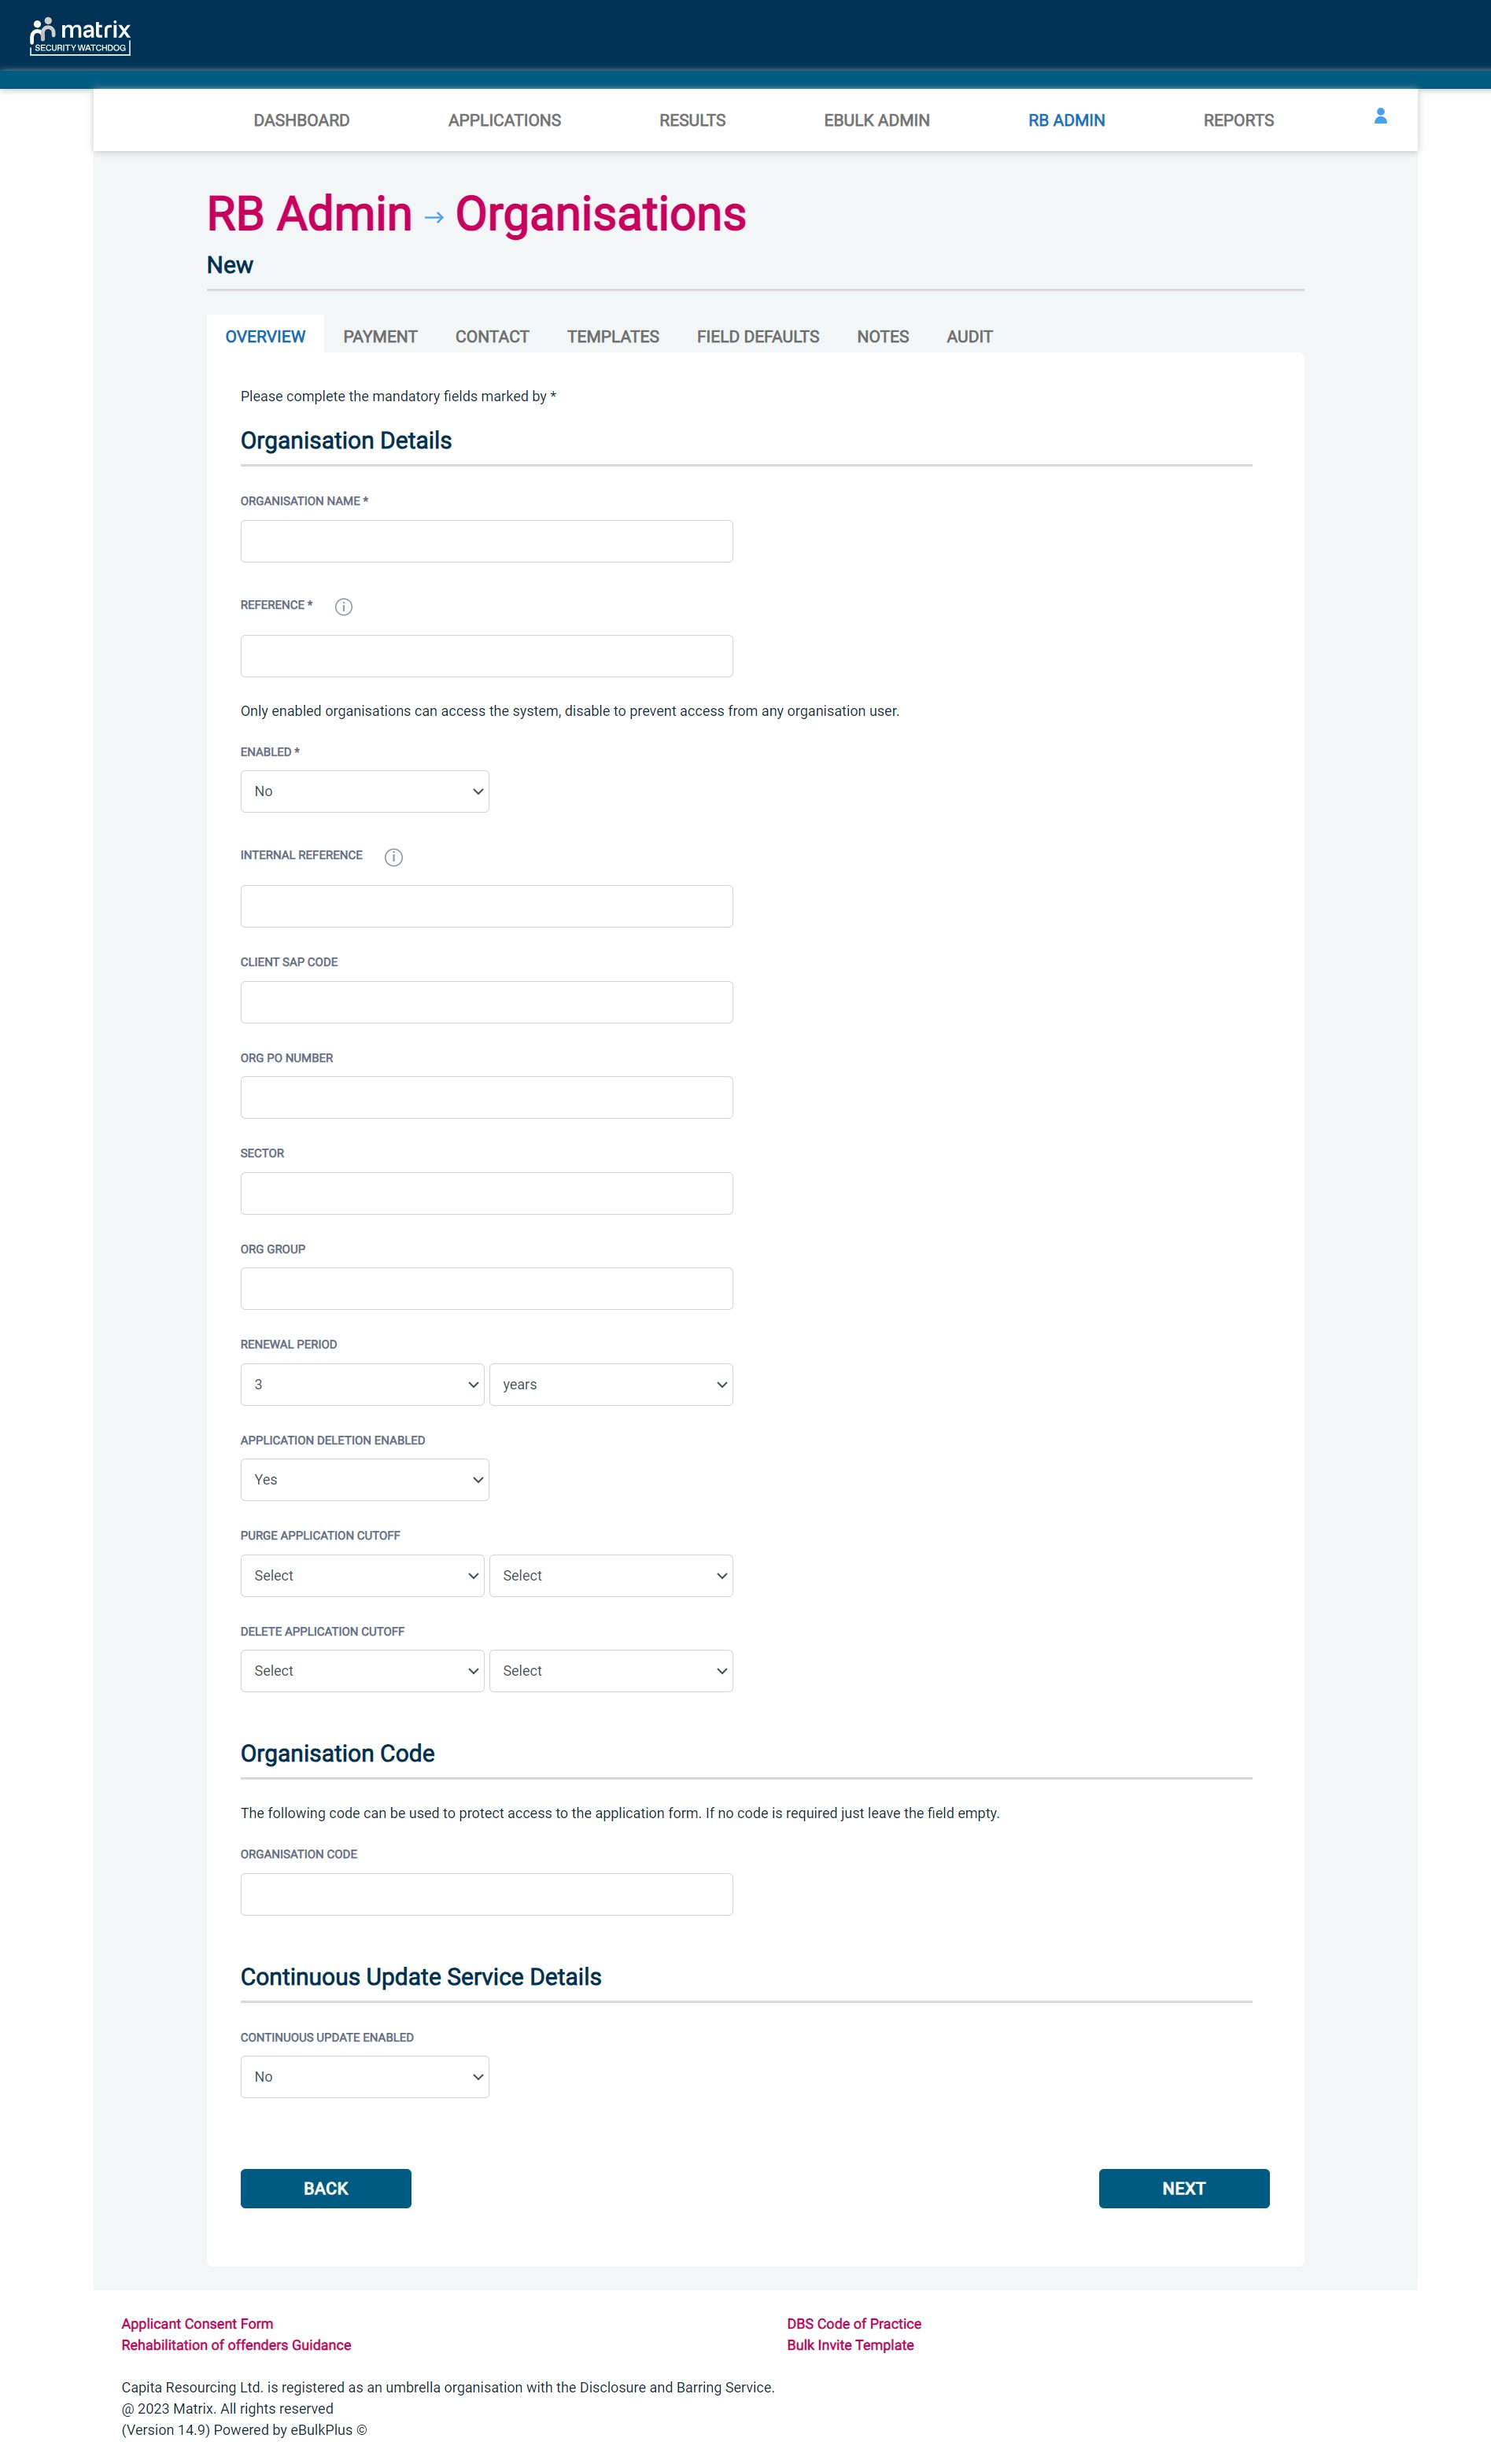 matrix
SECURITY WATCHDOG
DASHBOARD APPLICATIONS RESULTS EBULK ADMIN RB ADMIN REPORTS
RB Admin → Organisations
New
OVERVIEW PAYMENT CONTACT TEMPLATES FIELD DEFAULTS NOTES AUDIT
Please complete the mandatory fields marked by *
Organisation Details
ORGANISATION NAME *
REFERENCE *
Only enabled organisations can access the system, disable to prevent access from any organisation user.
ENABLED *
No
INTERNAL REFERENCE
CLIENT SAP CODE
ORG PO NUMBER
SECTOR
ORG GROUP
RENEWAL PERIOD
3 years
APPLICATION DELETION ENABLED
Yes
PURGE APPLICATION CUTOFF
Select Select
DELETE APPLICATION CUTOFF
Select Select
Organisation Code
The following code can be used to protect access to the application form. If no code is required just leave the field empty.
ORGANISATION CODE
Continuous Update Service Details
CONTINUOUS UPDATE ENABLED
No
BACK NEXT
Applicant Consent Form DBS Code of Practice
Rehabilitation of offenders Guidance Bulk Invite Template
Capita Resourcing Ltd. is registered as an umbrella organisation with the Disclosure and Barring Service.
@ 2023 Matrix. All rights reserved
(Version 14.9) Powered by eBulkPlus ©